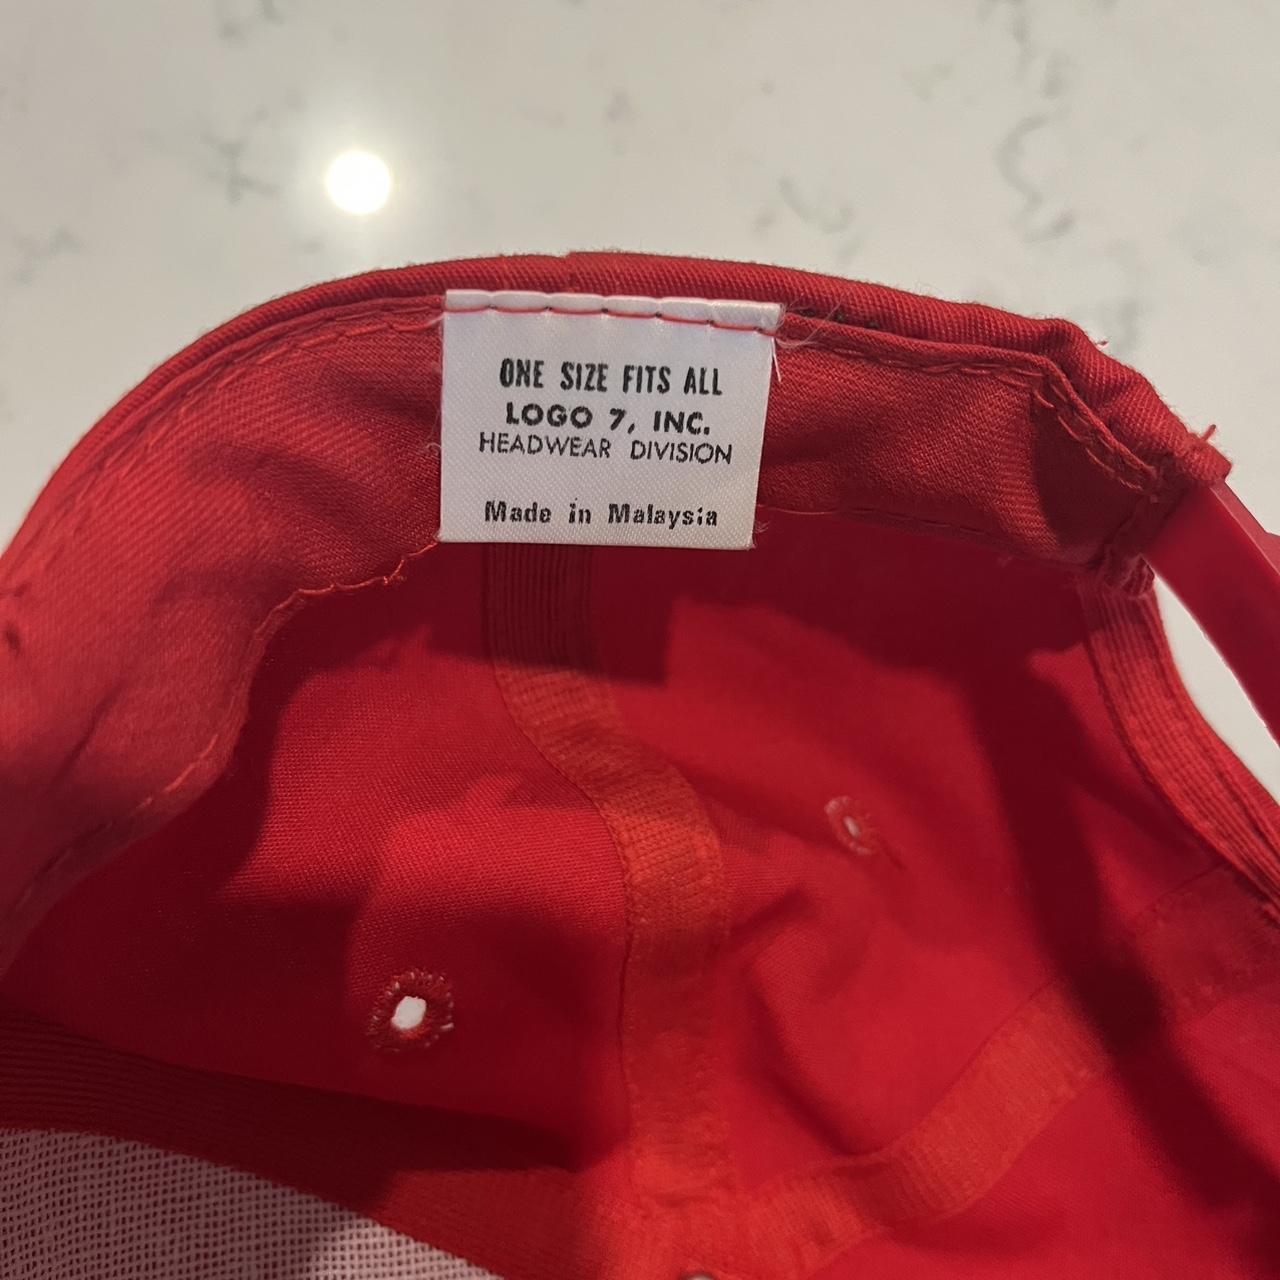 ONE SIZE FITS ALL
LOGO 7, INC.
HEADWEAR DIVISION
Made in Malaysia